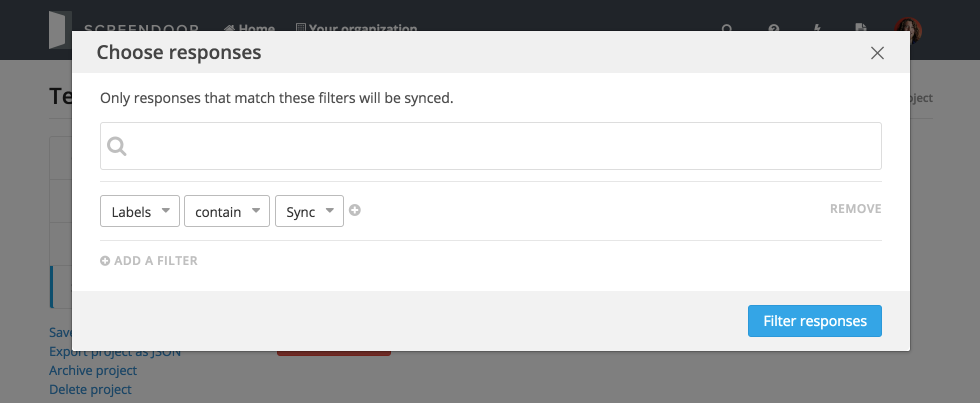 SCREENDOOR Home Your organization
Choose responses
Te
Only responses that match these filters will be synced.
Labels contain Sync REMOVE
ADD A FILTER
Filter responses
Save
Export project as JSON
Archive project
Delete project